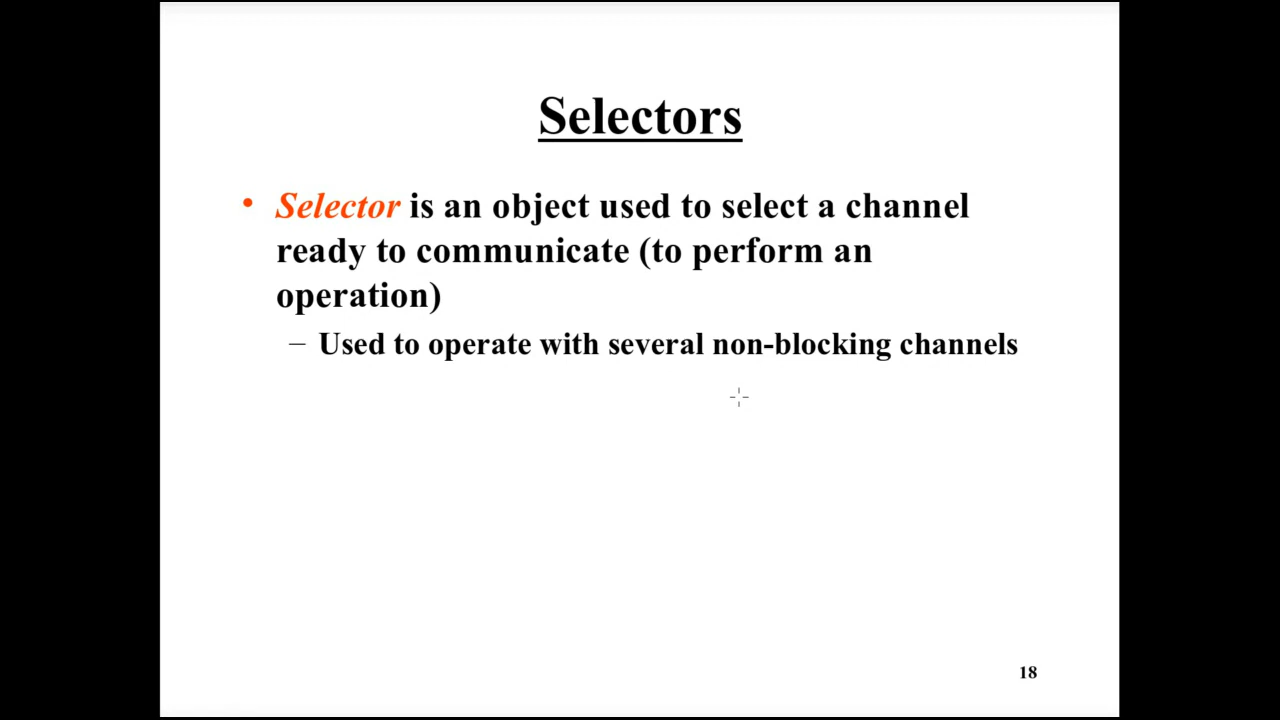 Selectors
• Selector is an object used to select a channel
ready to communicate (to perform an
operation)
– Used to operate with several non-blocking channels
18